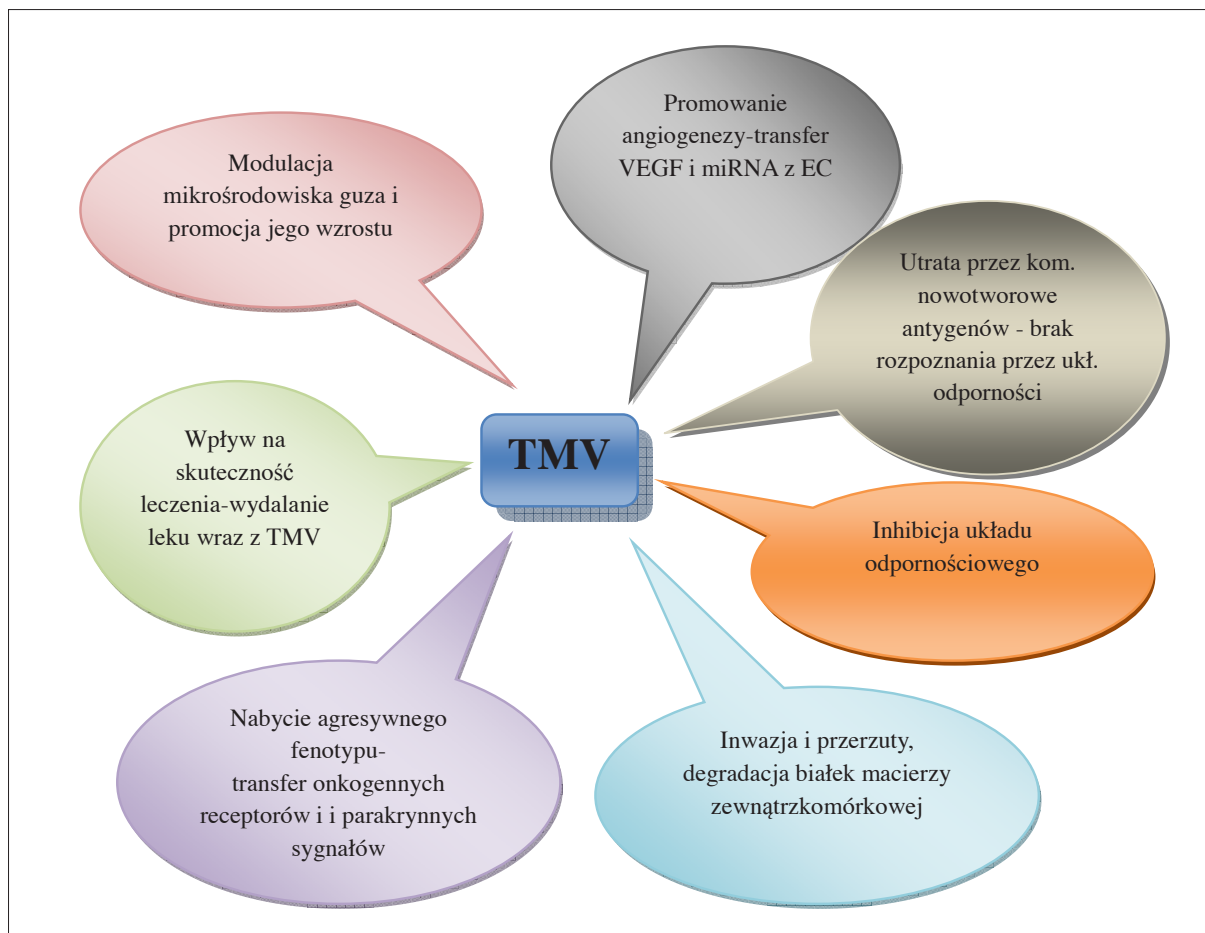 Modulacja
mikrośrodowiska guza i
promocja jego wzrostu
Promowanie
angiogenezy-transfer
VEGF i miRNA z EC
Utrata przez kom.
nowotworowe
antygenów - brak
rozpoznania przez ukł.
odporności
Wpływ na
skuteczność
leczenia-wydalanie
leku wraz z TMV
TMV
Inhibicja układu
odpornościowego
Nabycie agresywnego
fenotypu-
transfer onkogennych
receptorów i i parakrynnych
sygnałów
Inwazja i przerzuty,
degradacja białek macierzy
zewnątrzkomórkowej